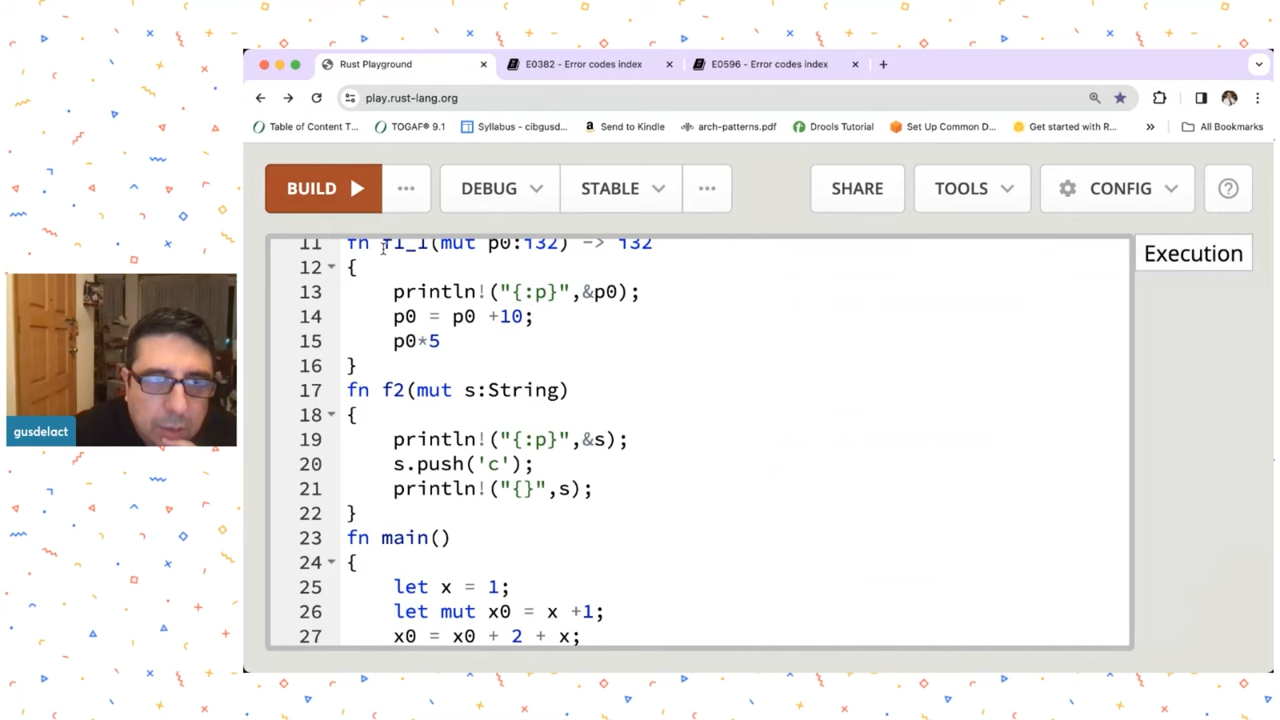 Rust Playground
E0382 - Error codes index
E0596 - Error codes index
play.rust-lang.org
Table of Content T...
TOGAF® 9.1
Syllabus - cibgusd...
Send to Kindle
arch-patterns.pdf
Drools Tutorial
Set Up Common D...
Get started with R...
All Bookmarks
BUILD
DEBUG
STABLE
SHARE
TOOLS
CONFIG
11 fn f1_1(mut p0:i32) -> i32
12 {
13 println!("{:p}",&p0);
14 p0 = p0 +10;
15 p0*5
16 }
17 fn f2(mut s:String)
18 {
19 println!("{:p}",&s);
20 s.push('c');
21 println!("{}",s);
22 }
23 fn main()
24 {
25 let x = 1;
26 let mut x0 = x +1;
27 x0 = x0 + 2 + x;
Execution
gusdelact